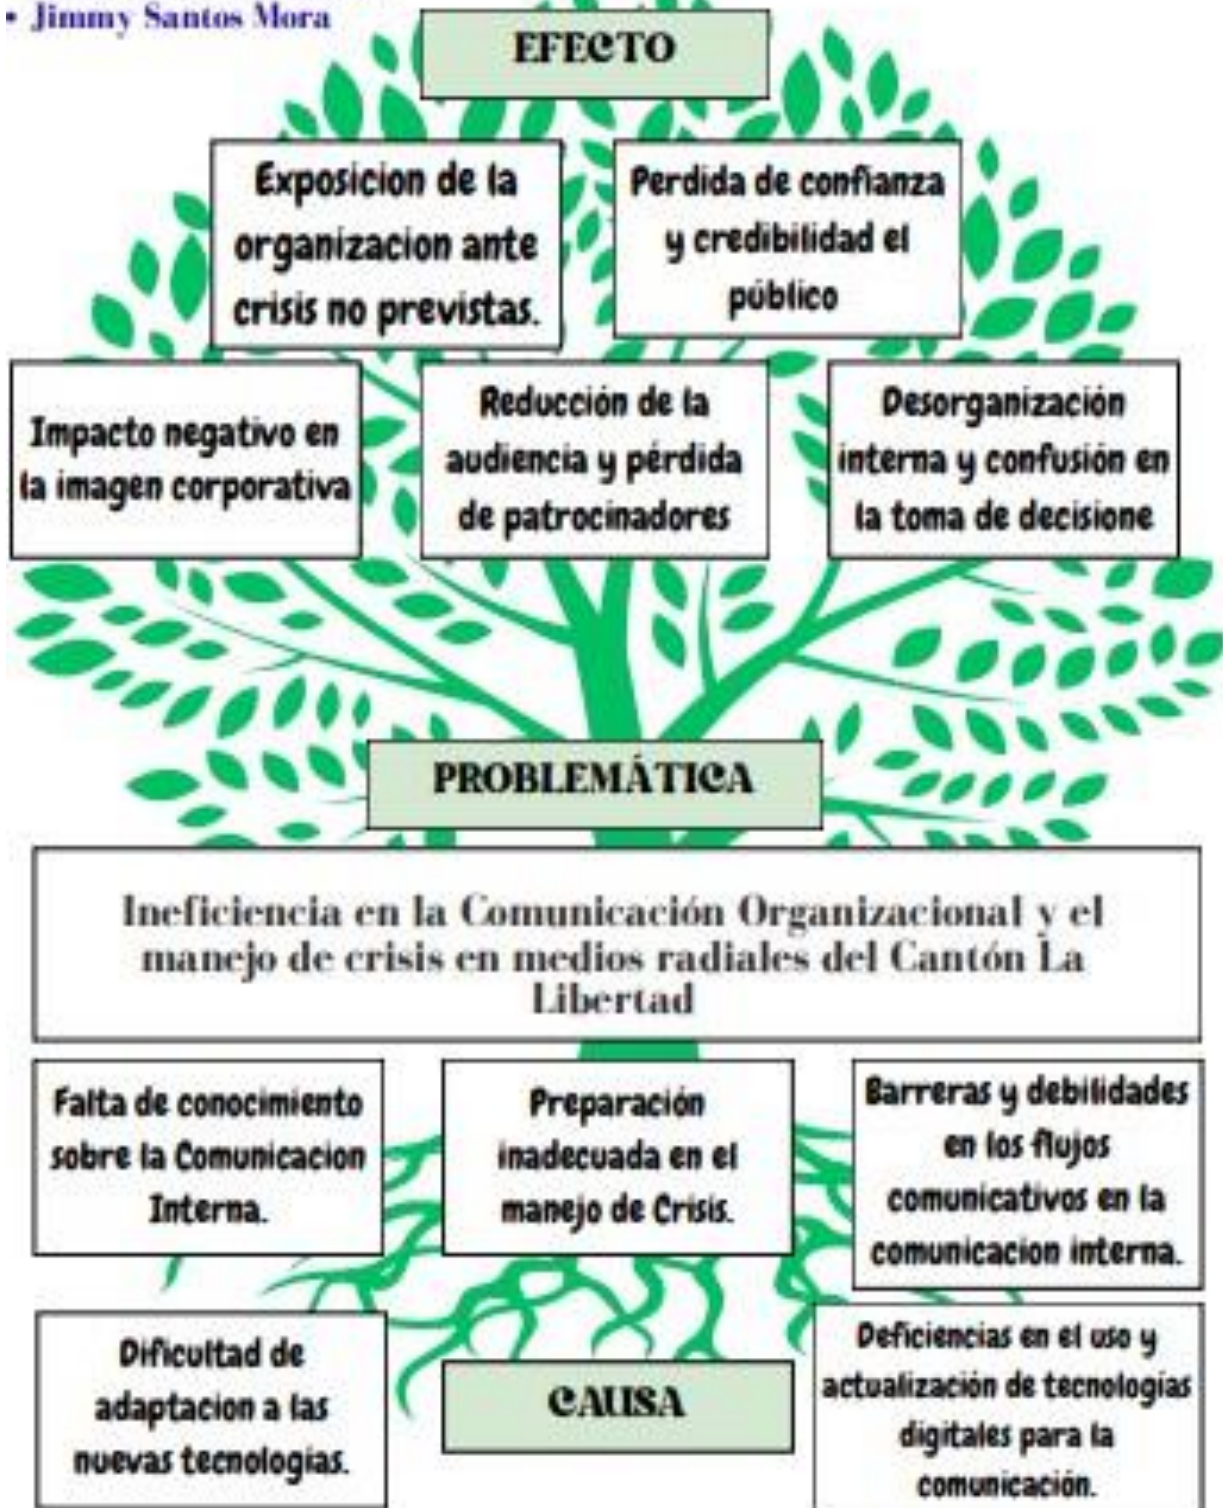 • Jimmy Santos Mora
EFECTO
Exposicion de la
organizacion ante
crisis no previstas.
Perdida de confianza
y credibilidad el
público
Impacto negativo en
la imagen corporativa
Reducción de la
audiencia y pérdida
de patrocinadores
Desorganización
interna y confusión en
la toma de decisione
PROBLEMÁTICA
Ineficiencia en la Comunicación Organizacional y el
manejo de crisis en medios radiales del Cantón La
Libertad
Falta de conocimiento
sobre la Comunicacion
Interna.
Preparación
inadecuada en el
manejo de Crisis.
Barreras y debilidades
en los flujos
comunicativos en la
comunicacion interna.
Dificultad de
adaptacion a las
nuevas tecnologias.
CAUSA
Deficiencias en el uso y
actualización de tecnologías
digitales para la
comunicación.